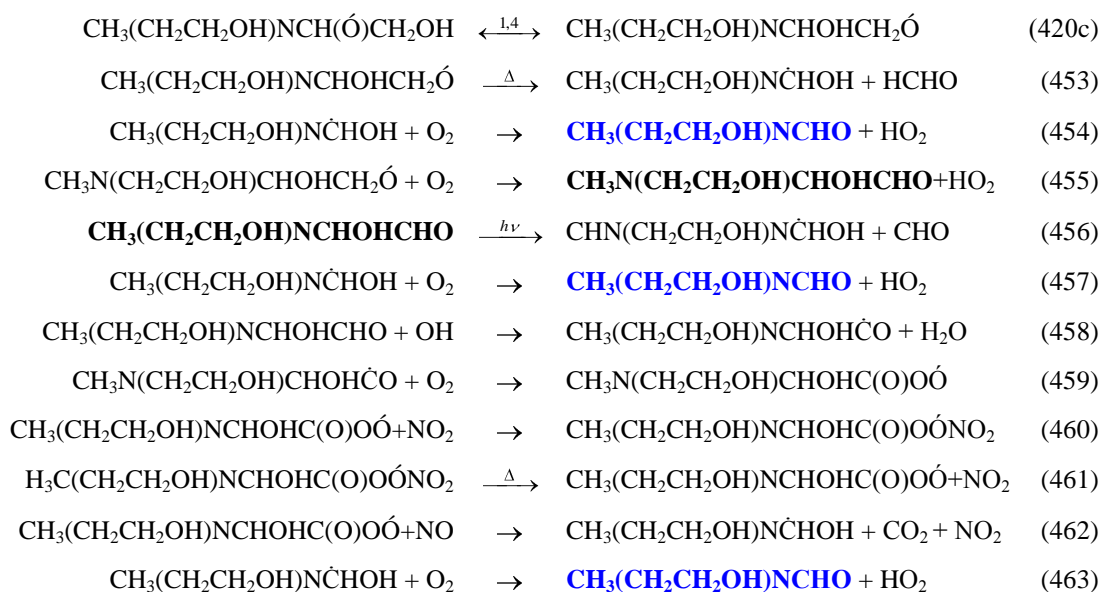 CH₃(CH₂CH₂OH)NCH(Ó)CH₂OH ⟷ 1,4 CH₃(CH₂CH₂OH)NCHOHCH₂Ó (420c)
CH₃(CH₂CH₂OH)NCHOHCH₂Ó —Δ→ CH₃(CH₂CH₂OH)NĊHOH + HCHO (453)
CH₃(CH₂CH₂OH)NĊHOH + O₂ → CH₃(CH₂CH₂OH)NCHO + HO₂ (454)
CH₃N(CH₂CH₂OH)CHOHCH₂Ó + O₂ → CH₃N(CH₂CH₂OH)CHOHCHO+HO₂ (455)
CH₃(CH₂CH₂OH)NCHOHCHO —hν→ CHN(CH₂CH₂OH)NĊHOH + CHO (456)
CH₃(CH₂CH₂OH)NĊHOH + O₂ → CH₃(CH₂CH₂OH)NCHO + HO₂ (457)
CH₃(CH₂CH₂OH)NCHOHCHO + OH → CH₃(CH₂CH₂OH)NCHOHĊO + H₂O (458)
CH₃N(CH₂CH₂OH)CHOHĊO + O₂ → CH₃N(CH₂CH₂OH)CHOHC(O)OÓ (459)
CH₃(CH₂CH₂OH)NCHOHC(O)OÓ+NO₂ → CH₃(CH₂CH₂OH)NCHOHC(O)OÓNO₂ (460)
H₃C(CH₂CH₂OH)NCHOHC(O)OÓNO₂ —Δ→ CH₃(CH₂CH₂OH)NCHOHC(O)OÓ+NO₂ (461)
CH₃(CH₂CH₂OH)NCHOHC(O)OÓ+NO → CH₃(CH₂CH₂OH)NĊHOH + CO₂ + NO₂ (462)
CH₃(CH₂CH₂OH)NĊHOH + O₂ → CH₃(CH₂CH₂OH)NCHO + HO₂ (463)